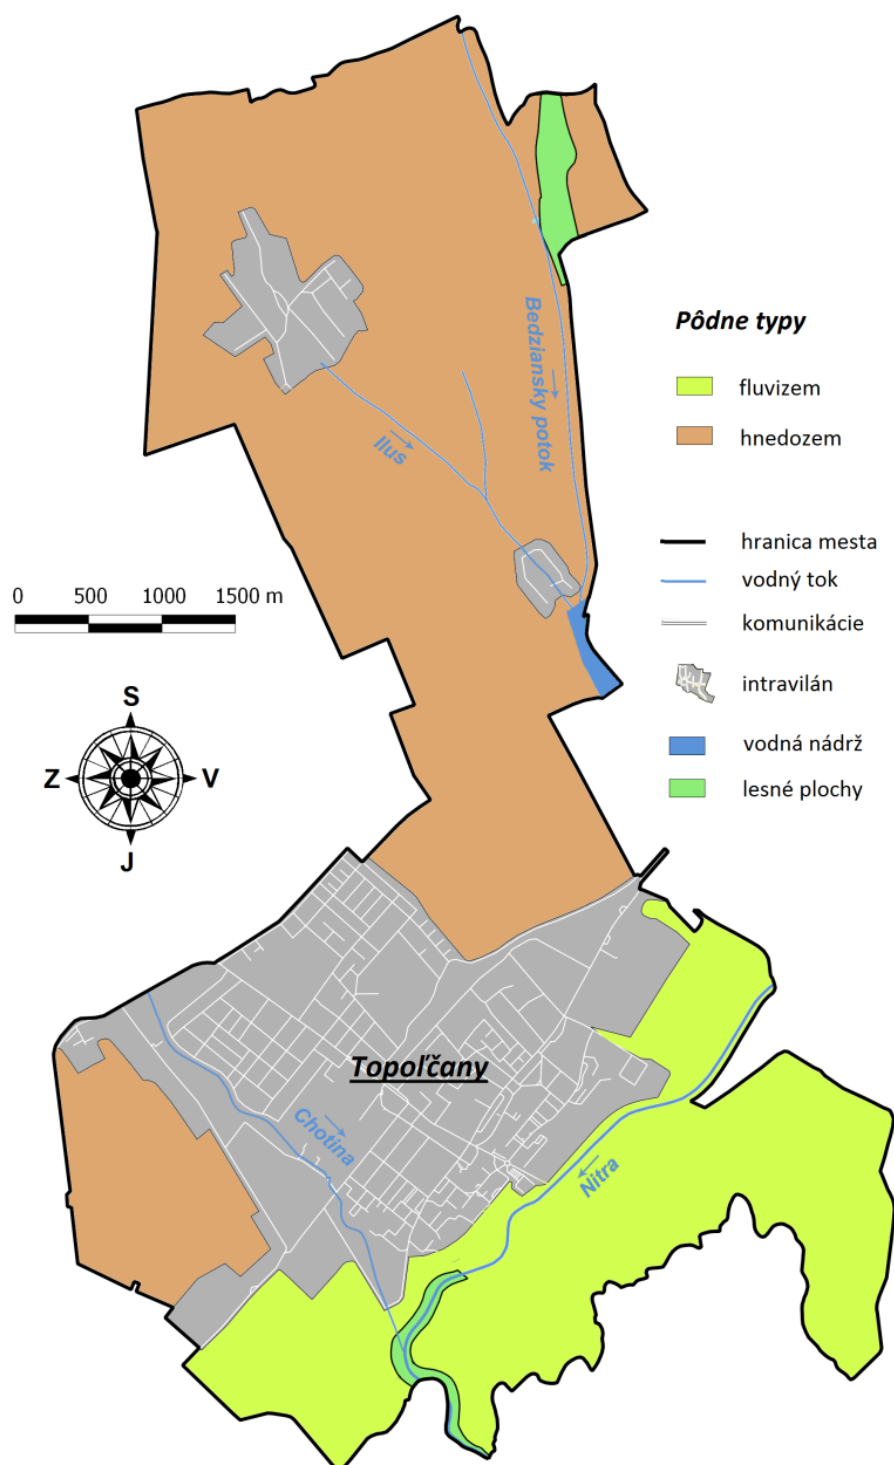 Pôdne typy
fluvizem
hnedozem
hranica mesta
vodný tok
komunikácie
intravilán
vodná nádrž
lesné plochy
Bedziansky potok
Ilus
0 500 1000 1500 m
S
Z V
J
Topoľčany
Chotina
Nitra